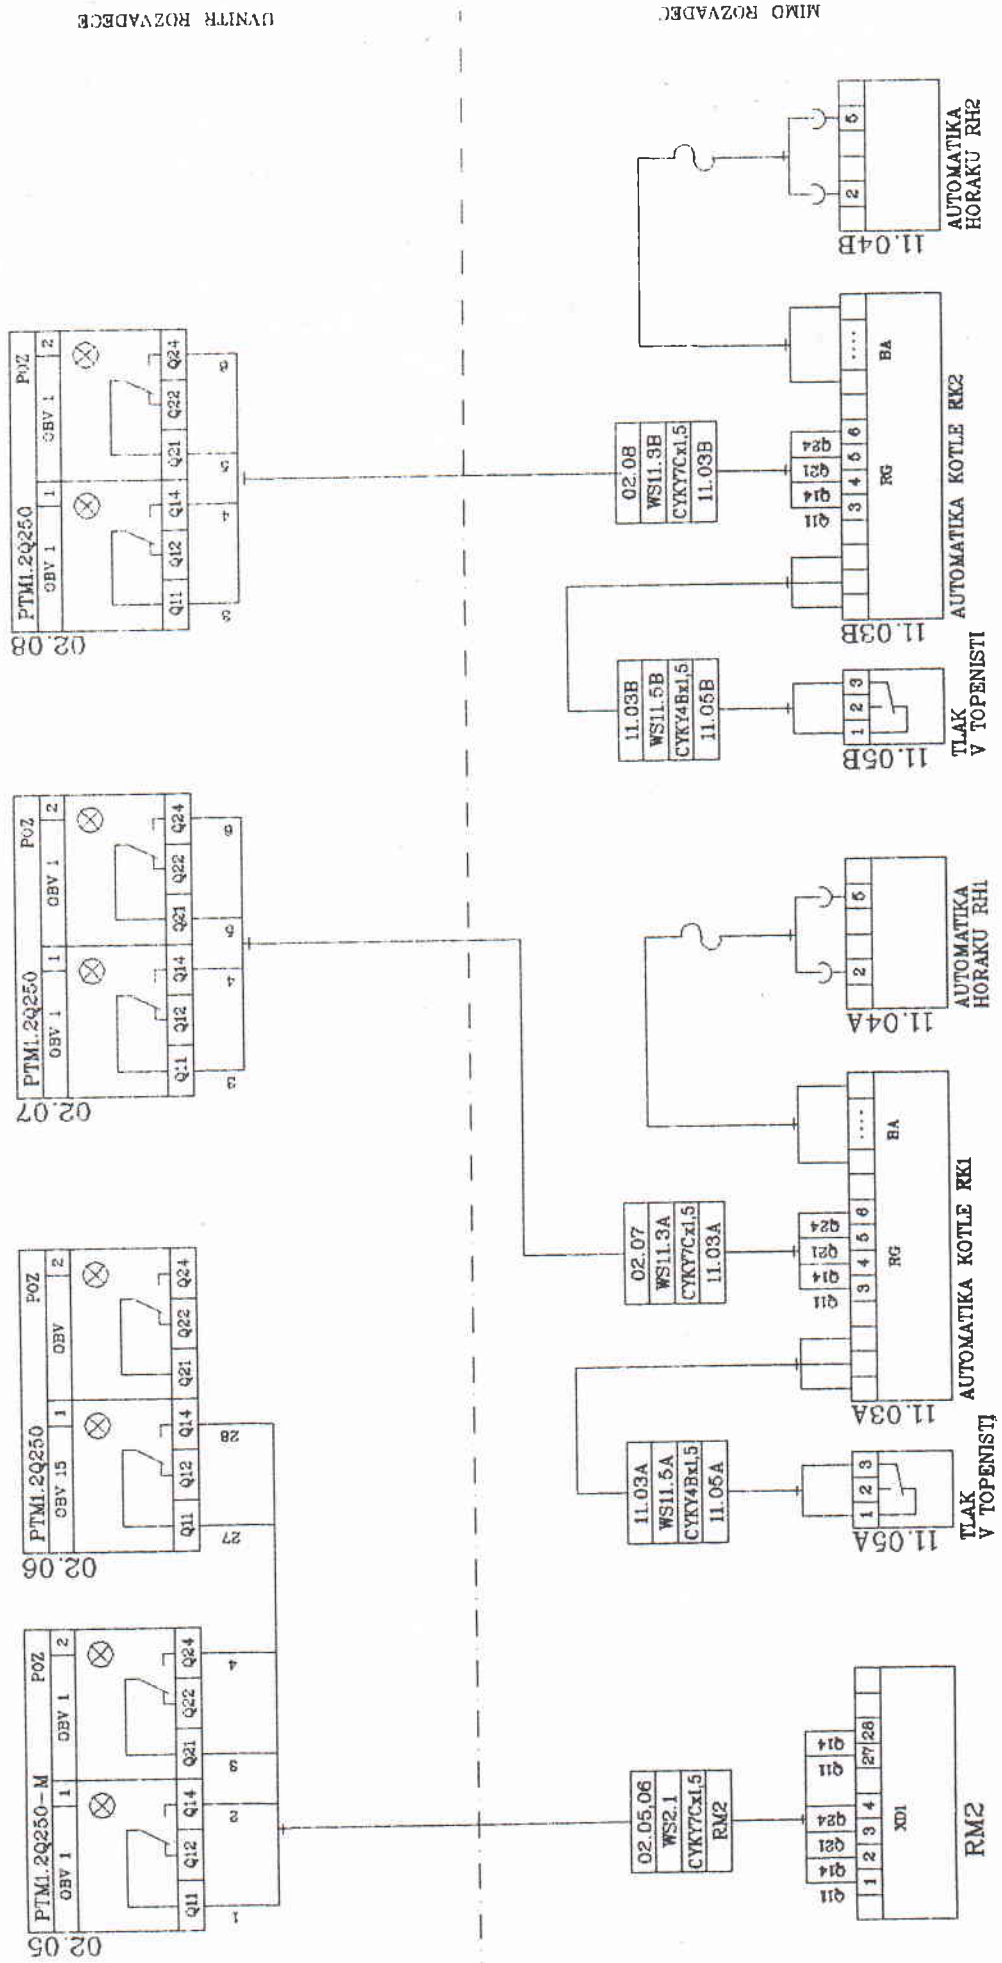 UVNITR ROZVADECE
MIMO ROZVADEC
02.05
PTM1.2Q250-M POZ
OBV 1 1 OBV 1 2
Q11 Q12 Q14 Q21 Q22 Q24
1 2 3 4
02.06
PTM1.2Q250 POZ
OBV 15 1 OBV 2
Q11 Q12 Q14 Q21 Q22 Q24
27 28
02.07
PTM1.2Q250 POZ
OBV 1 1 OBV 1 2
Q11 Q12 Q14 Q21 Q22 Q24
3 4 5 6
02.08
PTM1.2Q250 POZ
OBV 1 1 OBV 1 2
Q11 Q12 Q14 Q21 Q22 Q24
3 4 5 6
02.05,06
WS2.1
CYKY7Cx1,5
RM2
Q11 Q14 Q21 Q24 Q11 Q14
1 2 3 4 27 28
XD1
RM2
11.03A
WS11.5A
CYKY4Bx1,5
11.05A
1 2 3
11.05A
TLAK
V TOPENISTI
02.07
WS11.3A
CYKY7Cx1,5
11.03A
Q11 Q14 Q21 Q24
3 4 5 6 ....
RG BA
11.03A
AUTOMATIKA KOTLE RK1
2 5
11.04A
AUTOMATIKA
HORAKU RH1
11.03B
WS11.5B
CYKY4Bx1,5
11.05B
1 2 3
11.05B
TLAK
V TOPENISTI
02.08
WS11.3B
CYKY7Cx1,5
11.03B
Q11 Q14 Q21 Q24
3 4 5 6 ....
RG BA
11.03B
AUTOMATIKA KOTLE RK2
2 5
11.04B
AUTOMATIKA
HORAKU RH2